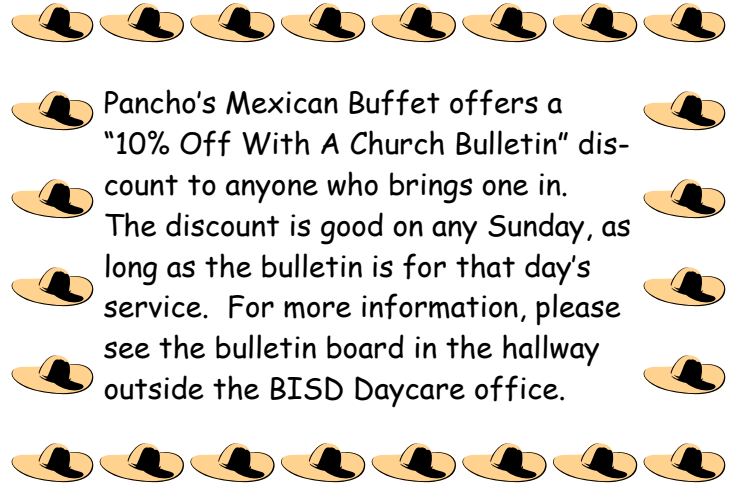 Pancho's Mexican Buffet offers a
“10% Off With A Church Bulletin” dis-
count to anyone who brings one in.
The discount is good on any Sunday, as
long as the bulletin is for that day's
service.  For more information, please
see the bulletin board in the hallway
outside the BISD Daycare office.